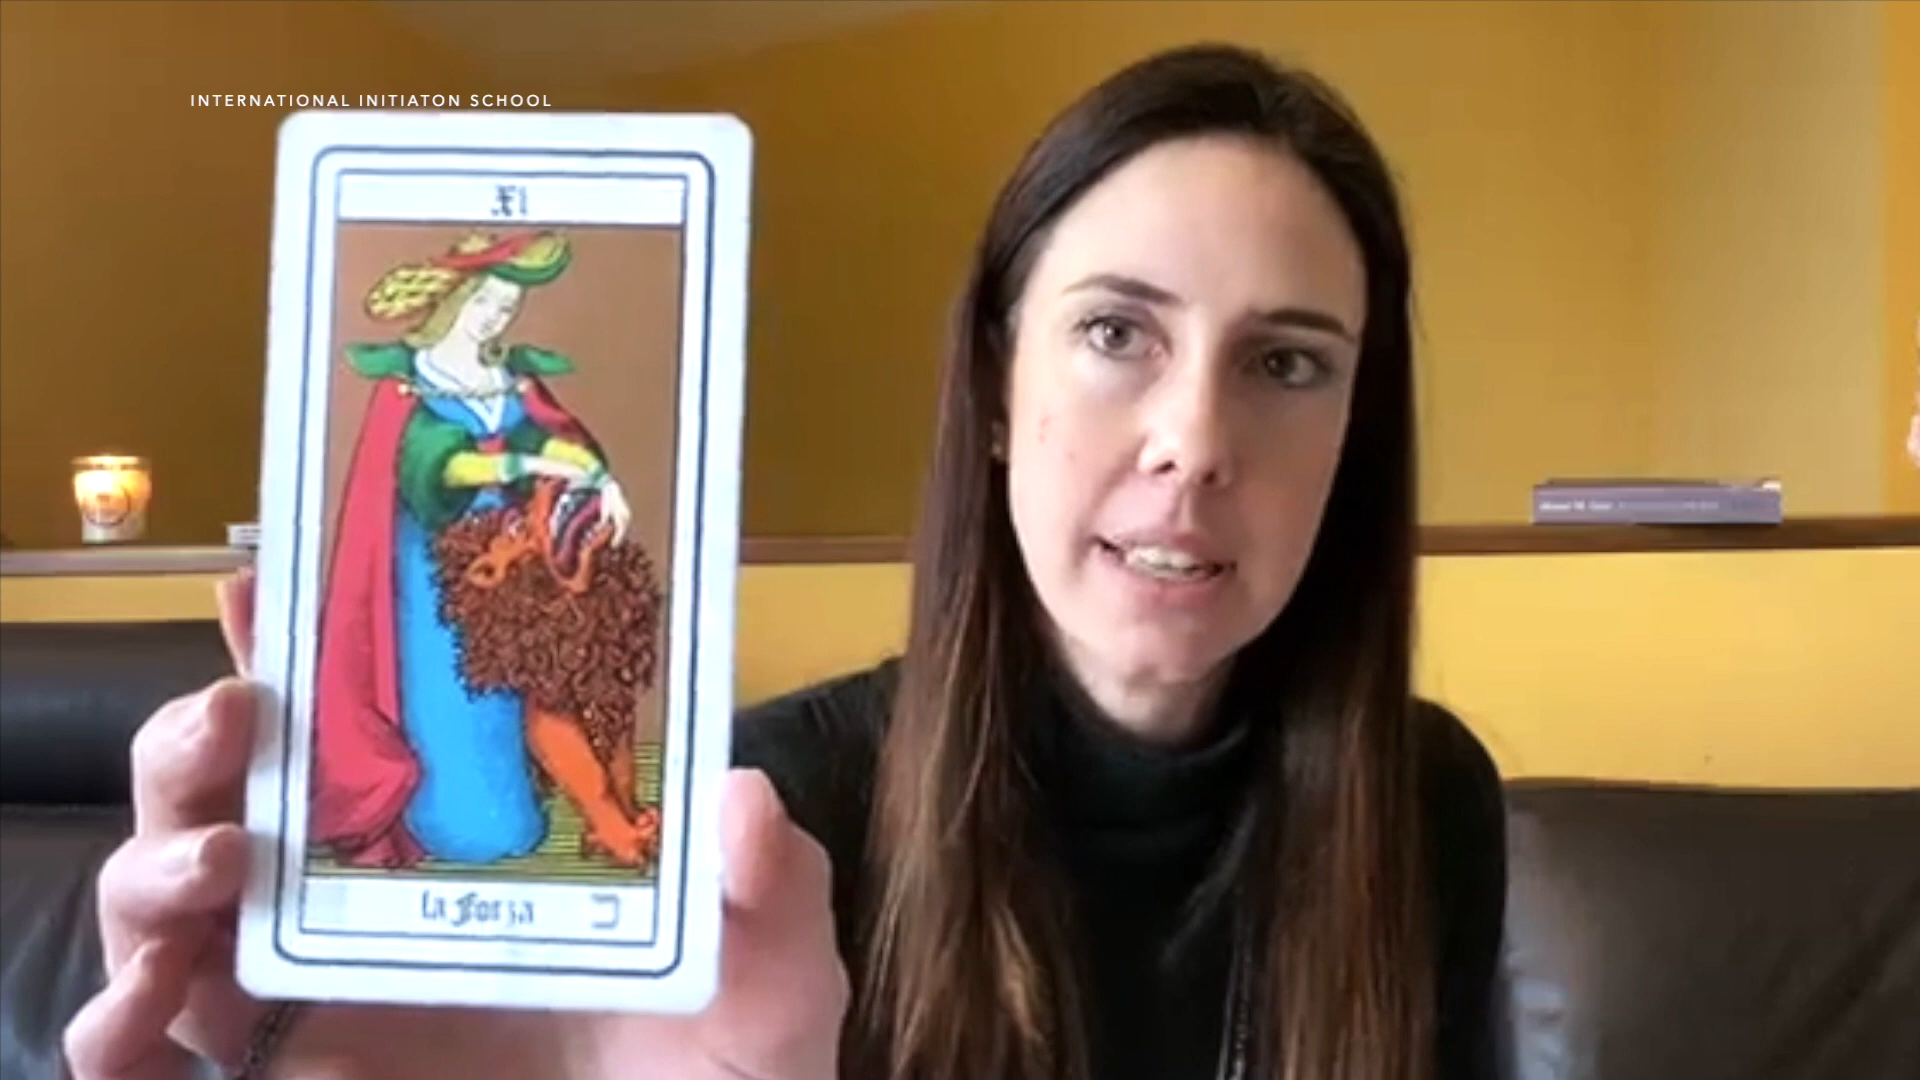 INTERNATIONAL INITIATON SCHOOL
XI
la Forza
כ